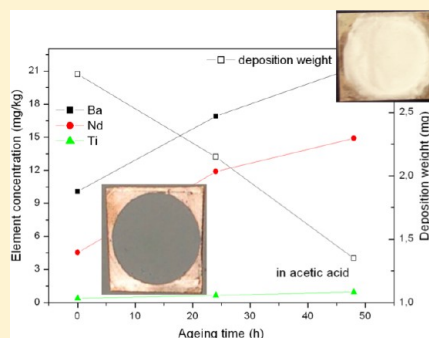 deposition weight
21
18
15
12
9
6
3
0
Element concentration (mg/kg)
Ba
Nd
Ti
in acetic acid
2,5
2,0
1,5
1,0
Deposition weight (mg)
0
10
20
30
40
50
Ageing time (h)